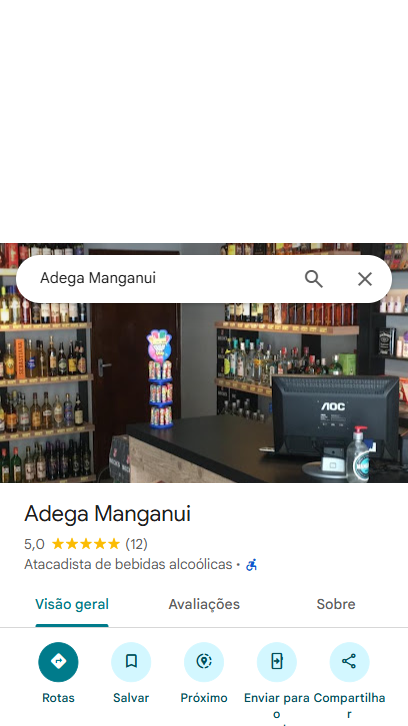 Adega Manganui
AOC
Adega Manganui
5,0 (12)
Atacadista de bebidas alcoólicas ·
Visão geral Avaliações Sobre
Rotas Salvar Próximo Enviar para Compartilha
o r